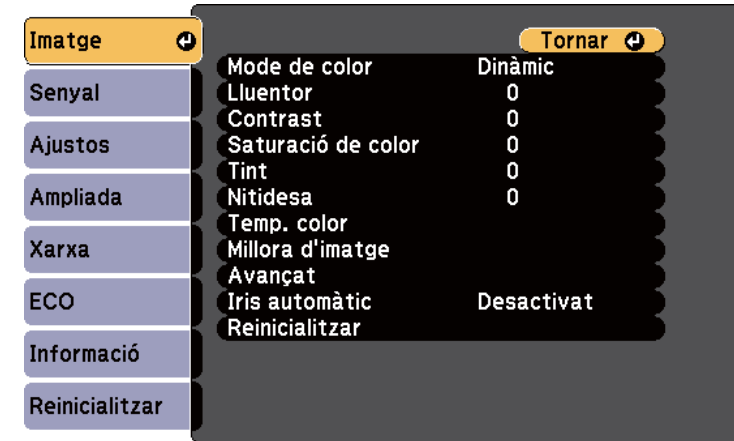 Imatge
Senyal
Ajustos
Ampliada
Xarxa
ECO
Informació
Reinicialitzar
Tornar
Mode de color Dinàmic
Lluentor 0
Contrast 0
Saturació de color 0
Tint 0
Nitidesa 0
Temp. color
Millora d'imatge
Avançat
Iris automàtic Desactivat
Reinicialitzar